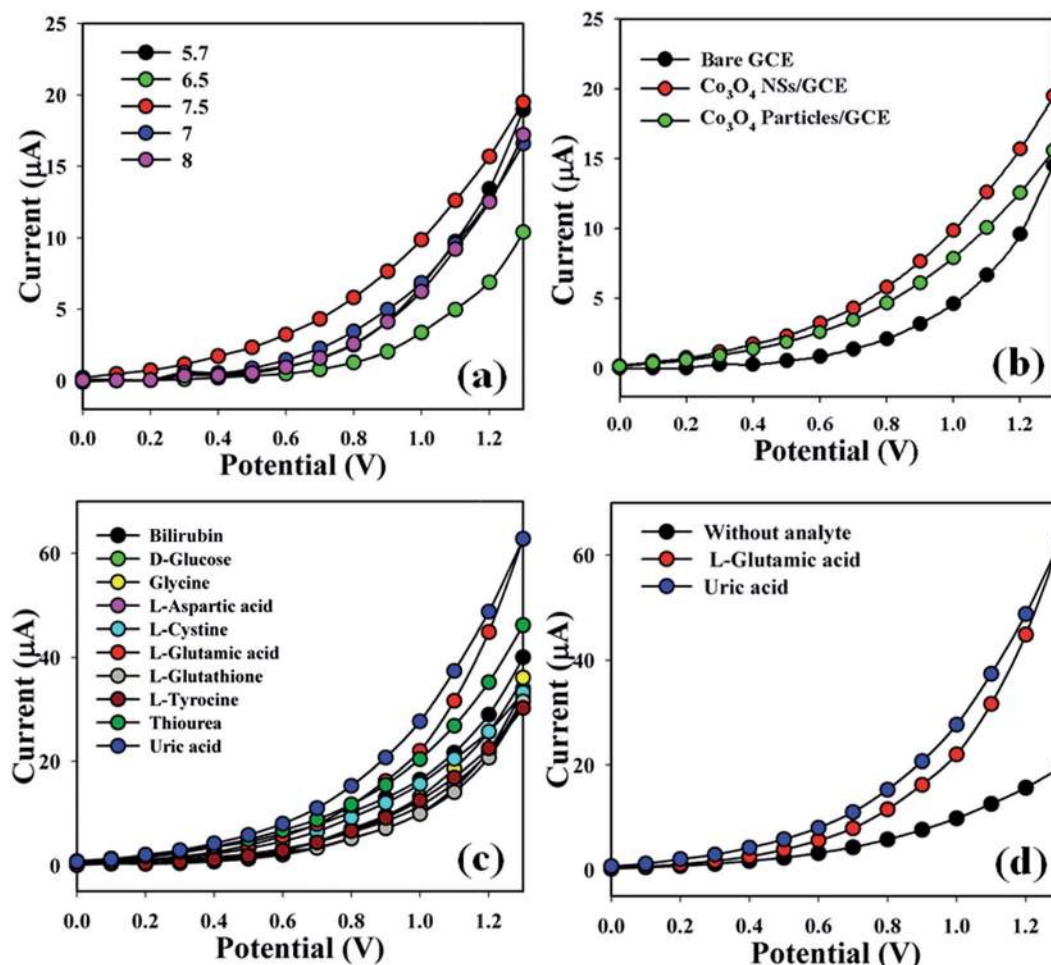 25
20
15
10
5
0
Current (µA)
5.7
6.5
7.5
7
8
(a)
0.0 0.2 0.4 0.6 0.8 1.0 1.2
Potential (V)
25
20
15
10
5
0
Current (µA)
Bare GCE
Co₃O₄ NSs/GCE
Co₃O₄ Particles/GCE
(b)
0.0 0.2 0.4 0.6 0.8 1.0 1.2
Potential (V)
60
40
20
0
Current (µA)
Bilirubin
D-Glucose
Glycine
L-Aspartic acid
L-Cystine
L-Glutamic acid
L-Glutathione
L-Tyrocine
Thiourea
Uric acid
(c)
0.0 0.2 0.4 0.6 0.8 1.0 1.2
Potential (V)
60
40
20
0
Current (µA)
Without analyte
L-Glutamic acid
Uric acid
(d)
0.0 0.2 0.4 0.6 0.8 1.0 1.2
Potential (V)